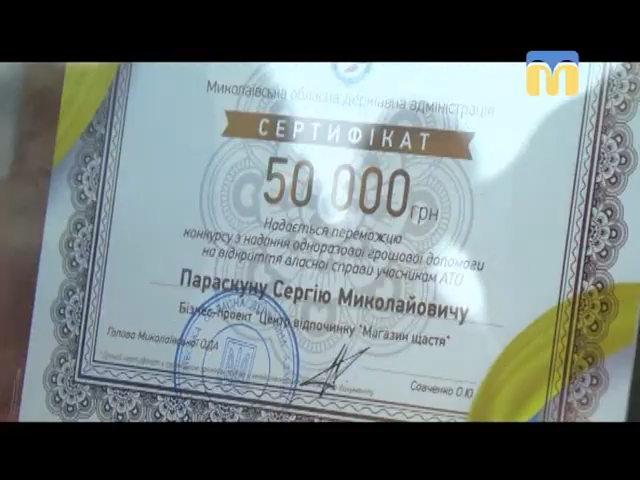 Миколаївська обласна державна адміністрація
СЕРТИФІКАТ
50 000 грн
Надається переможцю
конкурсу з надання одноразової грошової допомоги
на відкриття власної справи учасникам АТО
Параскуну Сергію Миколайовичу
Бізнес-проект "Центр відпочинку "Магазин щастя"
Голова Миколаївської ОДА
Савченко О.Ю